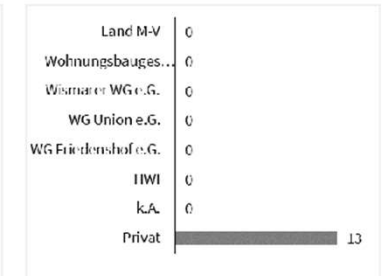 Land M-V 0
Wohnungsbauges... 0
Wismarer WG e.G. 0
WG Union e.G. 0
WG Friedenshof e.G. 0
HWI 0
k.A. 0
Privat 13